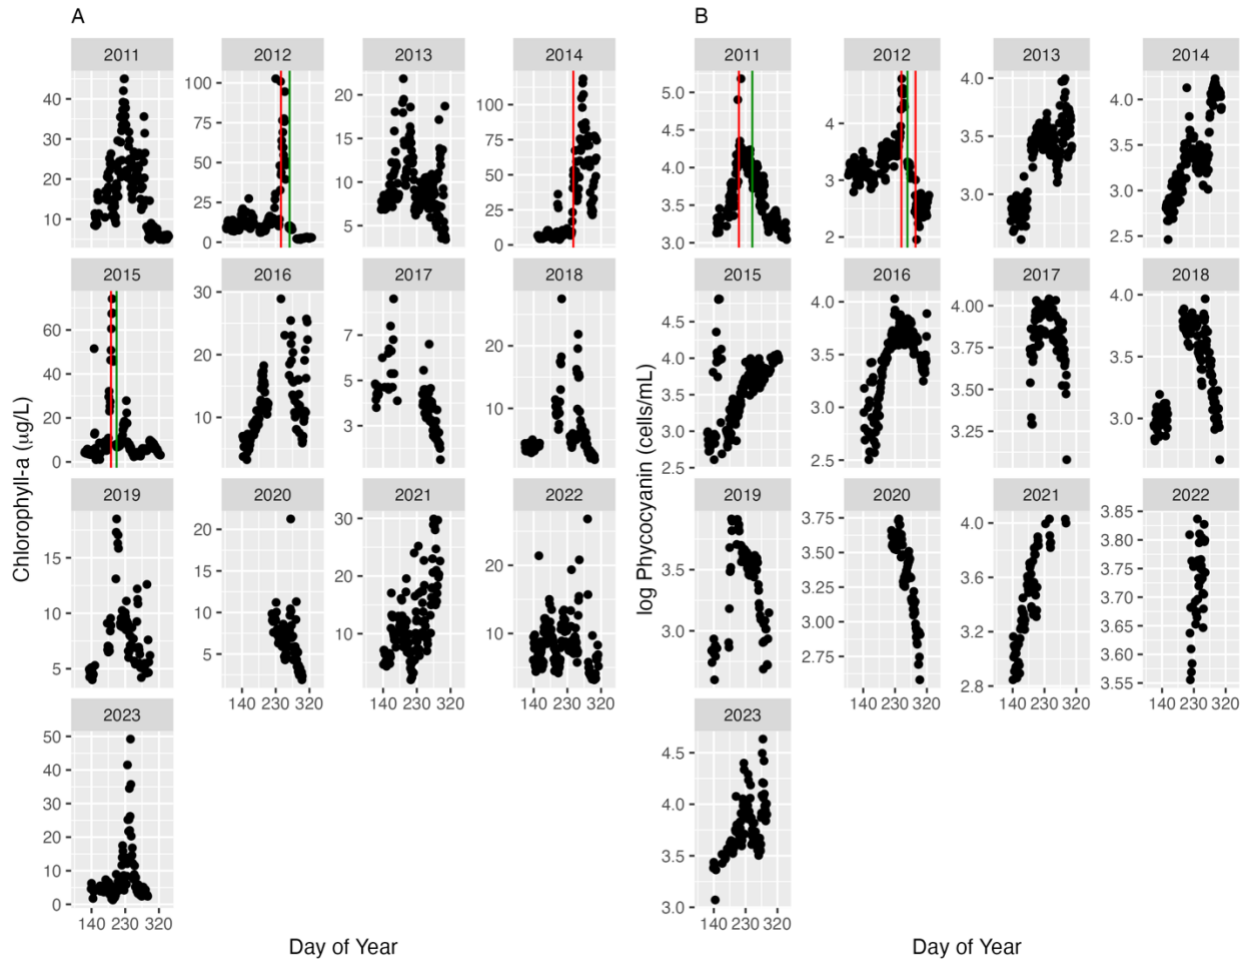 A
B
2011 2012 2013 2014 2011 2012 2013 2014
40 30 20 10
100 75 50 25 0
20 15 10 5
100 75 50 25 0
5.0 4.5 4.0 3.5 3.0
4 3 2
4.0 3.5 3.0
4.0 3.5 3.0 2.5
2015 2016 2017 2018 2015 2016 2017 2018
60 40 20 0
30 20 10
7 5 3
20 10
4.5 4.0 3.5 3.0 2.5
4.0 3.5 3.0 2.5
4.00 3.75 3.50 3.25
4.0 3.5 3.0
Chlorophyll-a (μg/L)
log Phycocyanin (cells/mL)
2019 2020 2021 2022 2019 2020 2021 2022
15 10 5
20 15 10 5
30 20 10
20 10
3.5 3.0
3.75 3.50 3.25 3.00 2.75
4.0 3.6 3.2 2.8
3.85 3.80 3.75 3.70 3.65 3.60 3.55
140 230 320 140 230 320 140 230 320 140 230 320 140 230 320 140 230 320
2023 2023
50 40 30 20 10 0
4.5 4.0 3.5 3.0
140 230 320 140 230 320
Day of Year Day of Year